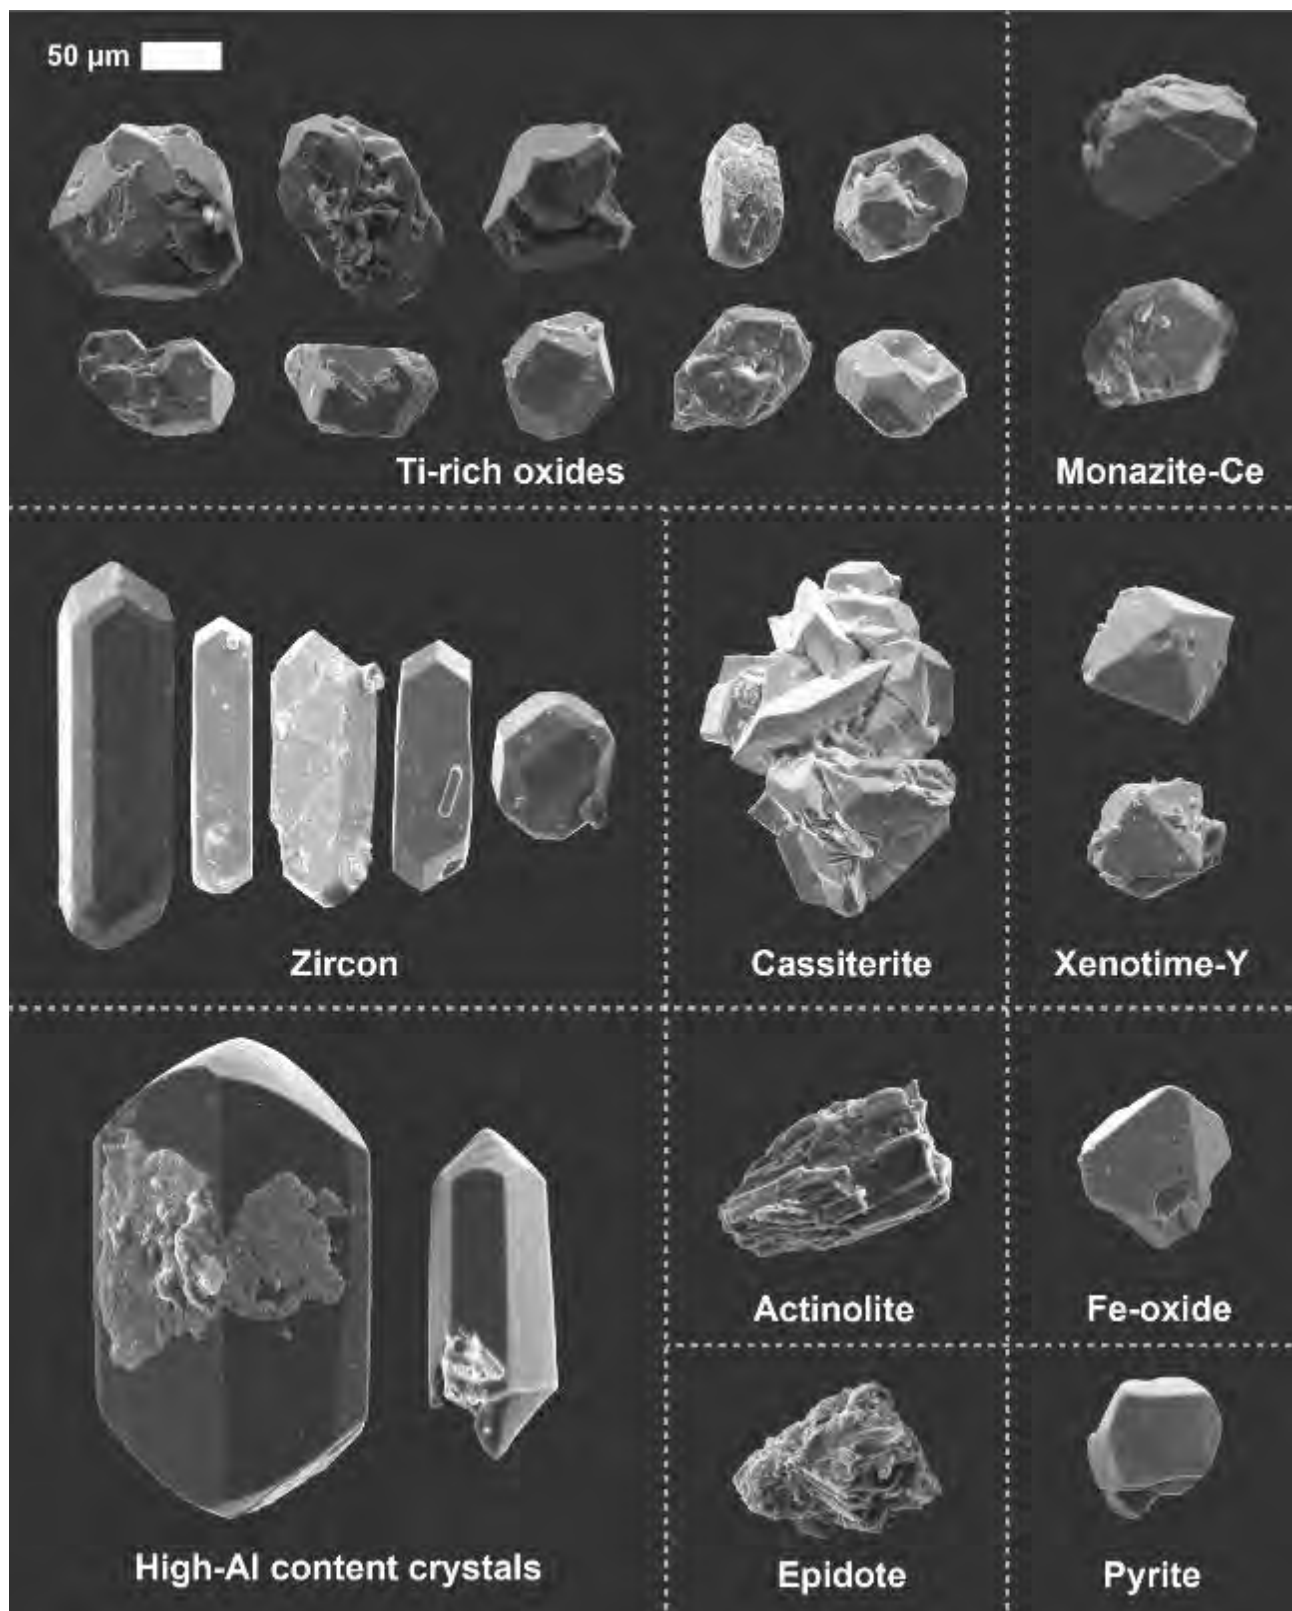 50 μm
Ti-rich oxides
Monazite-Ce
Zircon
Cassiterite
Xenotime-Y
Actinolite
Fe-oxide
High-Al content crystals
Epidote
Pyrite